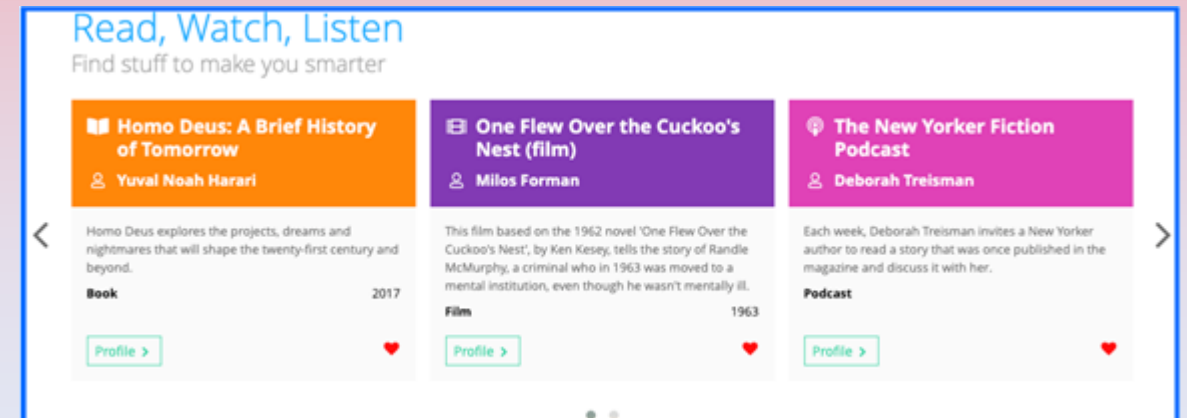 Read, Watch, Listen
Find stuff to make you smarter
Homo Deus: A Brief History
of Tomorrow
Yuval Noah Harari
Homo Deus explores the projects, dreams and
nightmares that will shape the twenty-first century and
beyond.
Book 2017
Profile >
One Flew Over the Cuckoo's
Nest (film)
Milos Forman
This film based on the 1962 novel 'One Flew Over the
Cuckoo's Nest', by Ken Kesey, tells the story of Randle
McMurphy, a criminal who in 1963 was moved to a
mental institution, even though he wasn't mentally ill.
Film 1963
Profile >
The New Yorker Fiction
Podcast
Deborah Treisman
Each week, Deborah Treisman invites a New Yorker
author to read a story that was once published in the
magazine and discuss it with her.
Podcast
Profile >